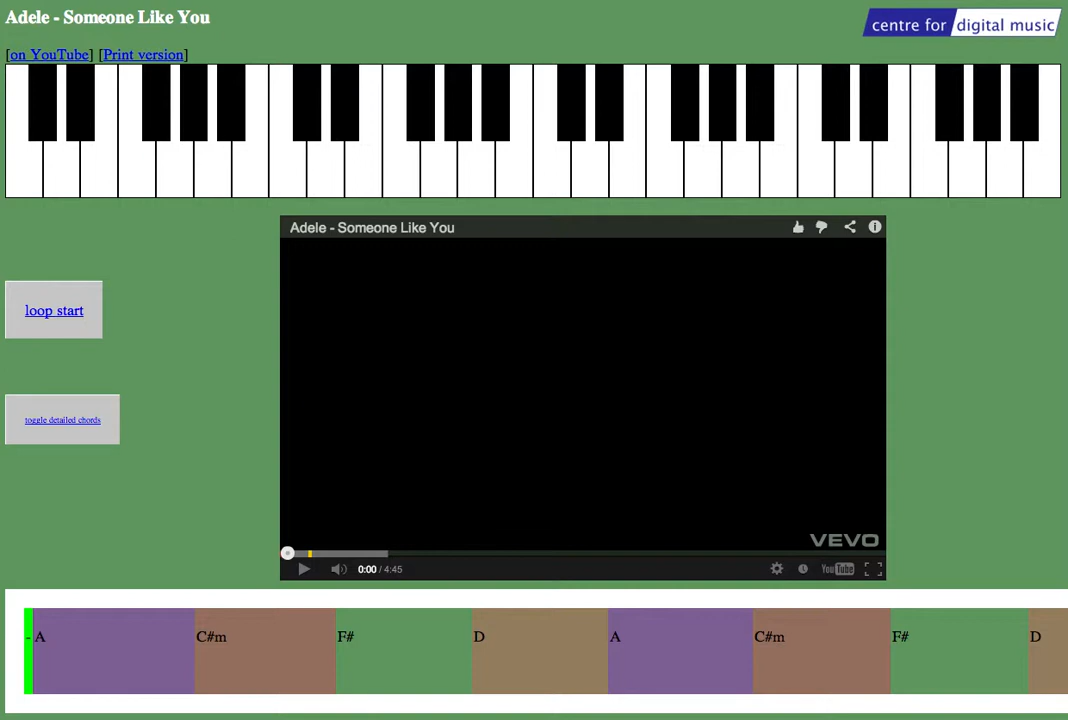 Adele - Someone Like You
centre for digital music
[on YouTube] [Print version]
Adele - Someone Like You
loop start
toggle detailed chords
VEVO
0:00 / 4:45
YouTube
- A C#m F# D A C#m F# D